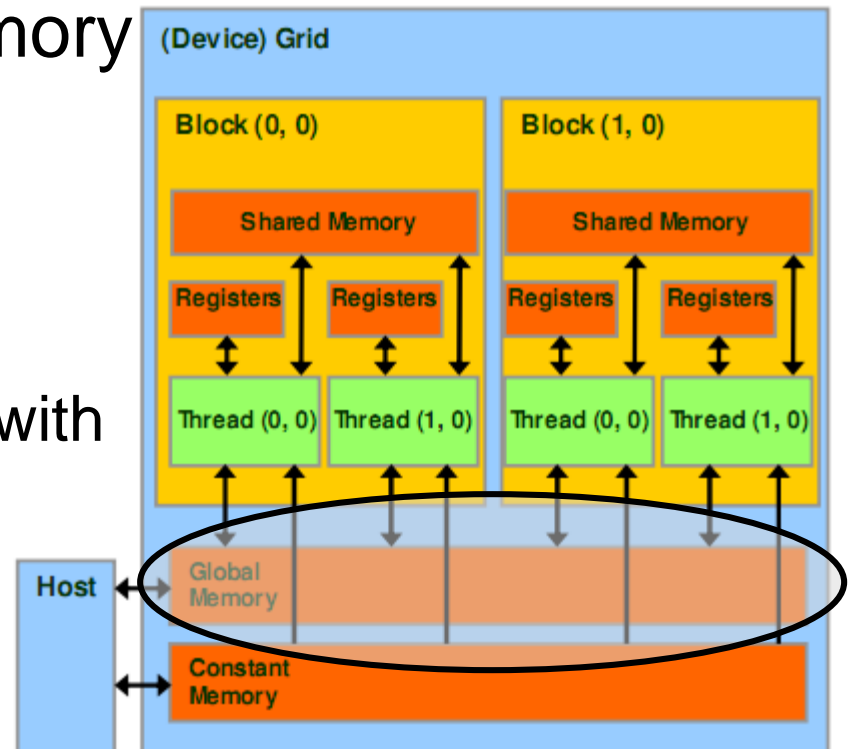 mory
(Device) Grid
Block (0, 0)
Block (1, 0)
Shared Memory
Shared Memory
Registers
Registers
Registers
Registers
with
Thread (0, 0)
Thread (1, 0)
Thread (0, 0)
Thread (1, 0)
Host
Global
Memory
Constant
Memory